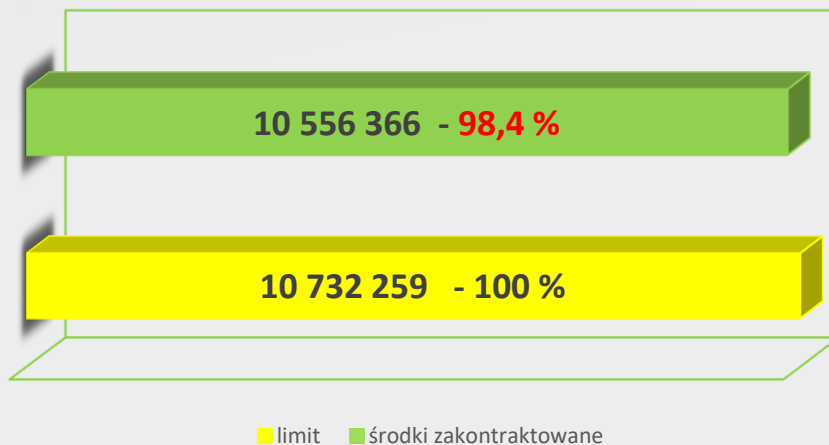 10 556 366 - 98,4 %
10 732 259 - 100 %
limit środki zakontraktowane